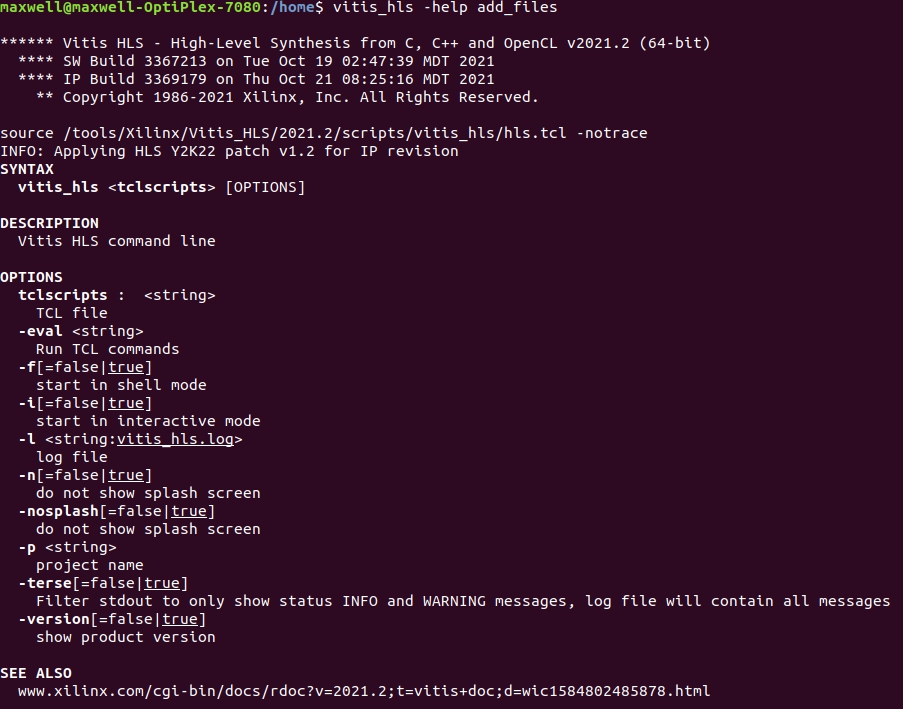 maxwell@maxwell-OptiPlex-7080:/home$ vitis_hls -help add_files
****** Vitis HLS - High-Level Synthesis from C, C++ and OpenCL v2021.2 (64-bit)
**** SW Build 3367213 on Tue Oct 19 02:47:39 MDT 2021
**** IP Build 3369179 on Thu Oct 21 08:25:16 MDT 2021
** Copyright 1986-2021 Xilinx, Inc. All Rights Reserved.
source /tools/Xilinx/Vitis_HLS/2021.2/scripts/vitis_hls/hls.tcl -notrace
INFO: Applying HLS Y2K22 patch v1.2 for IP revision
SYNTAX
vitis_hls <tclscripts> [OPTIONS]
DESCRIPTION
Vitis HLS command line
OPTIONS
tclscripts :  <string>
TCL file
-eval <string>
Run TCL commands
-f[=false|true]
start in shell mode
-i[=false|true]
start in interactive mode
-l <string:vitis_hls.log>
log file
-n[=false|true]
do not show splash screen
-nosplash[=false|true]
do not show splash screen
-p <string>
project name
-terse[=false|true]
Filter stdout to only show status INFO and WARNING messages, log file will contain all messages
-version[=false|true]
show product version
SEE ALSO
www.xilinx.com/cgi-bin/docs/rdoc?v=2021.2;t=vitis+doc;d=wic1584802485878.html